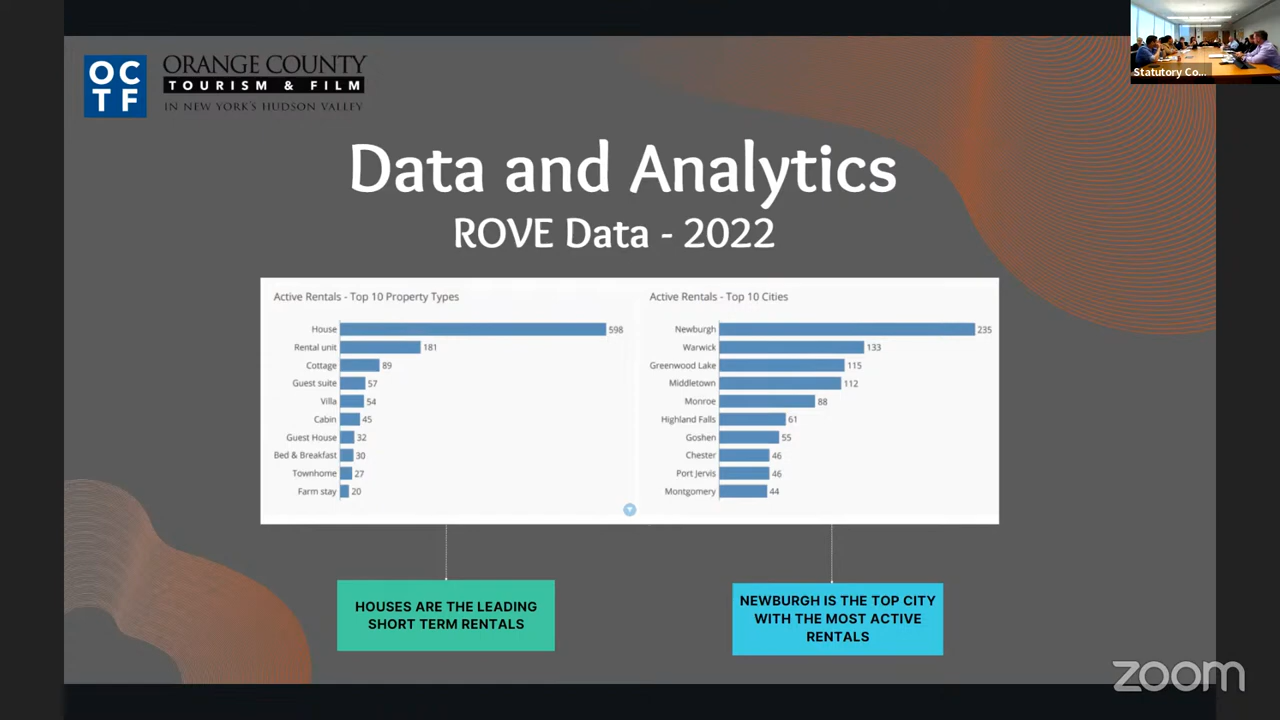 OC
TF
ORANGE COUNTY
TOURISM & FILM
IN NEW YORK'S HUDSON VALLEY
Statutory Co...
Data and Analytics
ROVE Data - 2022
Active Rentals - Top 10 Property Types
House 598
Rental unit 181
Cottage 89
Guest suite 57
Villa 54
Cabin 45
Guest House 32
Bed & Breakfast 30
Townhome 27
Farm stay 20
Active Rentals - Top 10 Cities
Newburgh 235
Warwick 133
Greenwood Lake 115
Middletown 112
Monroe 88
Highland Falls 61
Goshen 55
Chester 46
Port Jervis 46
Montgomery 44
HOUSES ARE THE LEADING
SHORT TERM RENTALS
NEWBURGH IS THE TOP CITY
WITH THE MOST ACTIVE
RENTALS
zoom